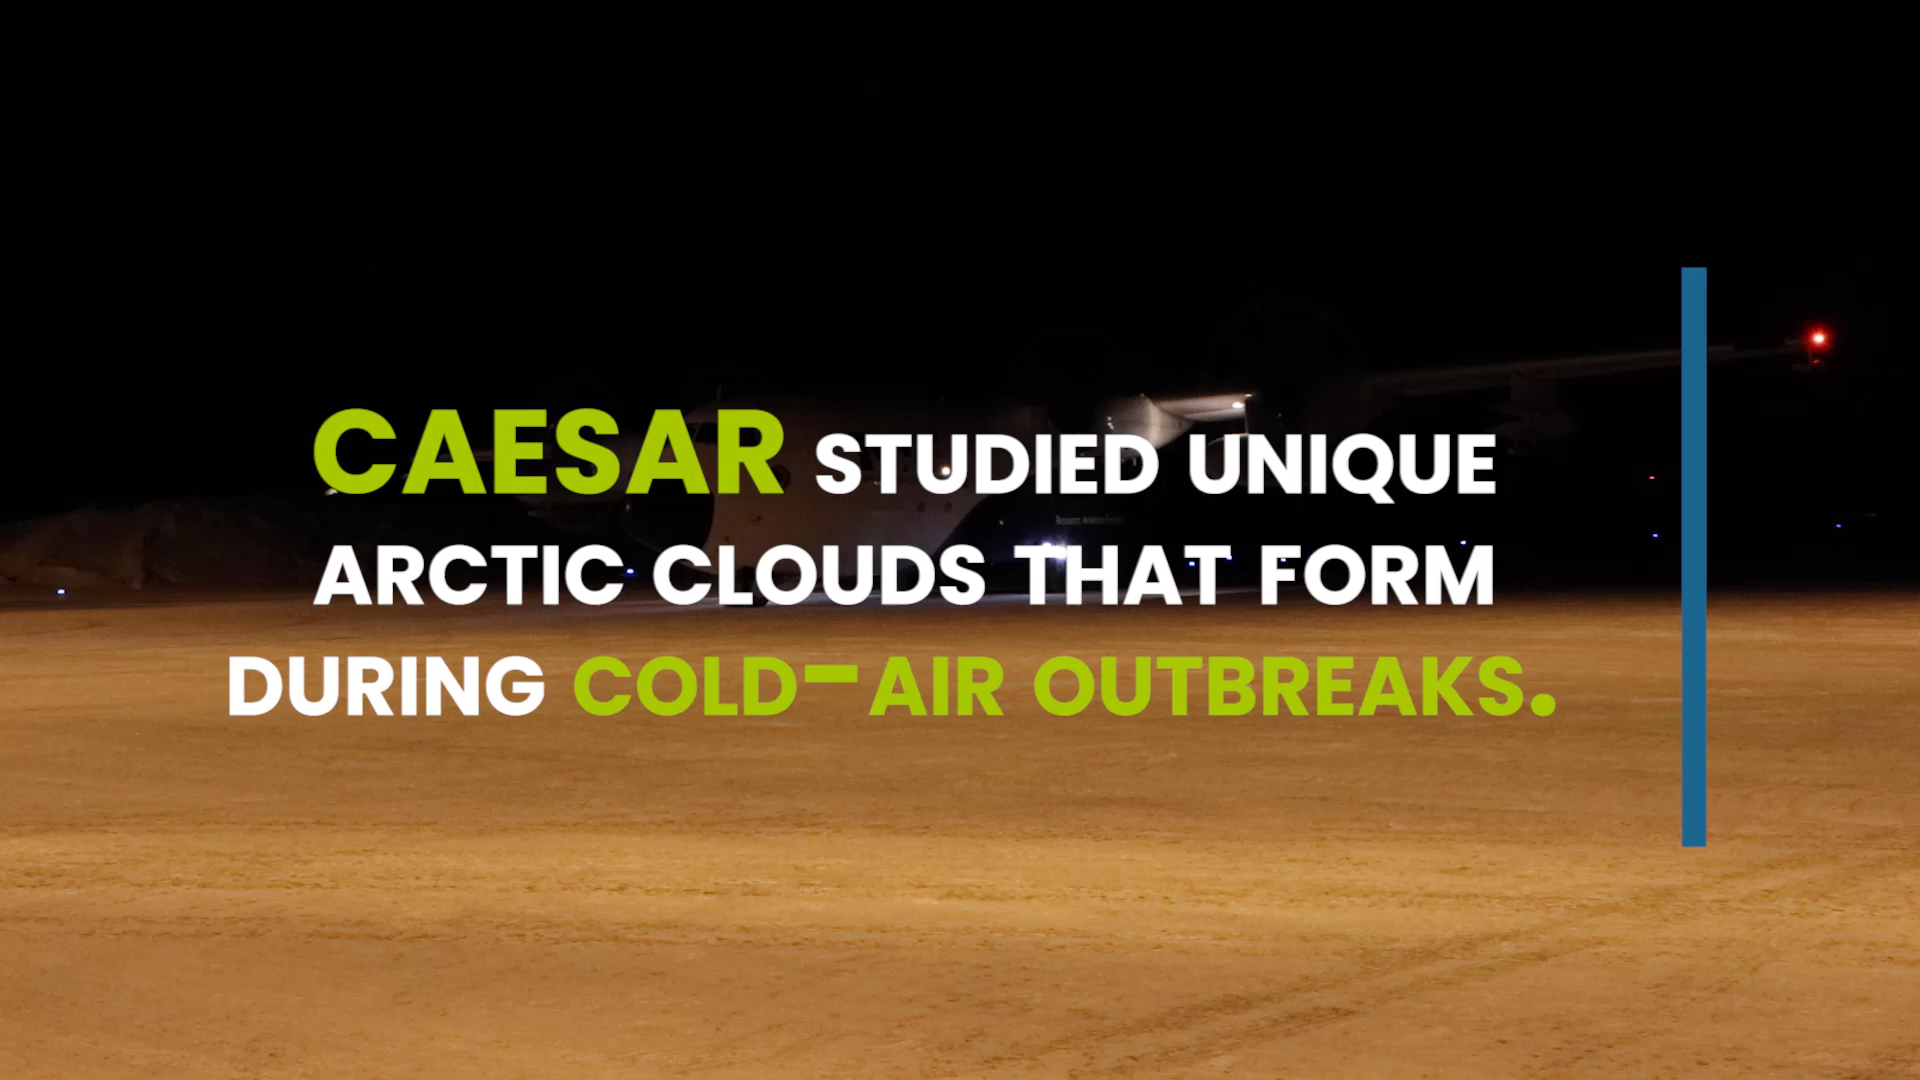 CAESAR STUDIED UNIQUE
ARCTIC CLOUDS THAT FORM
DURING COLD-AIR OUTBREAKS.